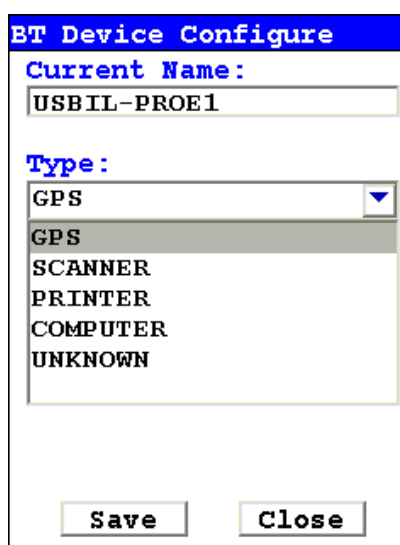 BT Device Configure
Current Name:
USBIL-PROE1
Type:
GPS
GPS
SCANNER
PRINTER
COMPUTER
UNKNOWN
Save Close